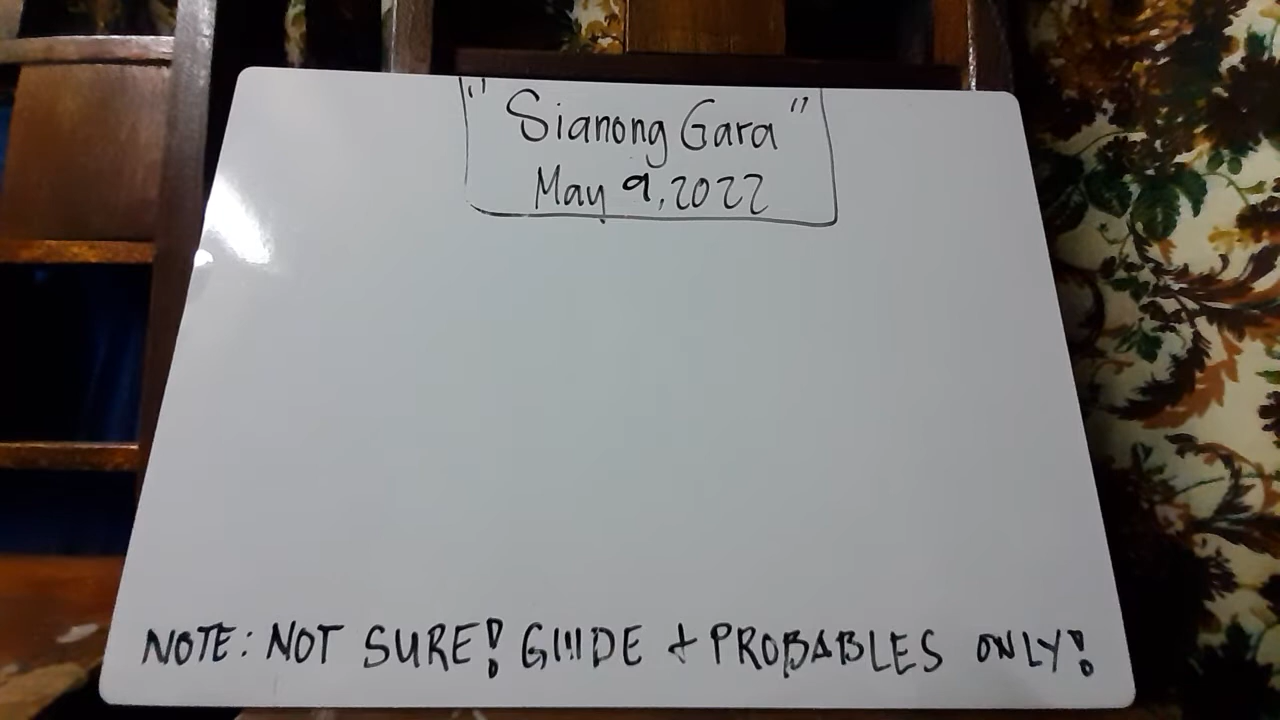 "Sianong Gara"
May 9, 2022
NOTE: NOT SURE! GUIDE + PROBABLES ONLY!